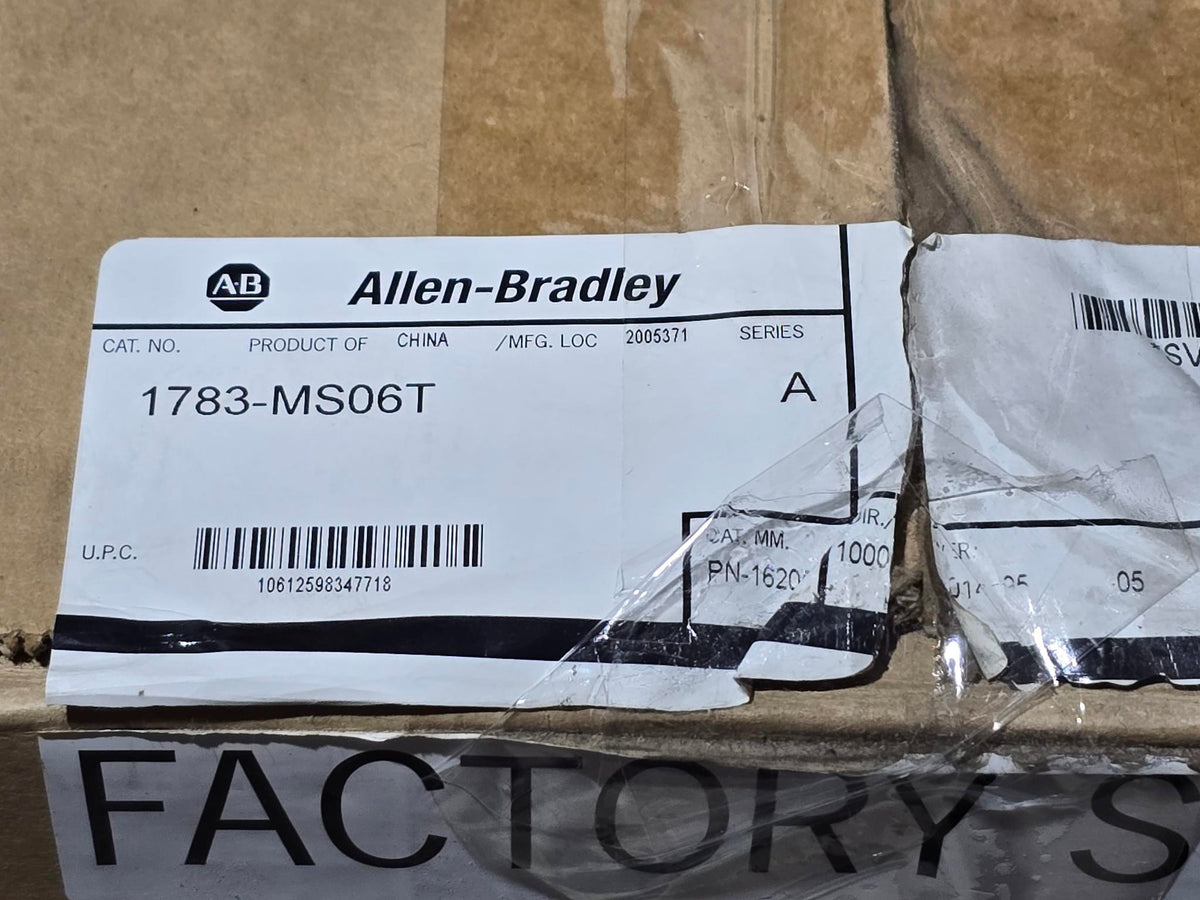 A·B Allen-Bradley
CAT. NO. PRODUCT OF CHINA /MFG. LOC 2005371 SERIES
1783-MS06T A
U.P.C.
10612598347718
CAT. MM.
1000
05
FACTORY S